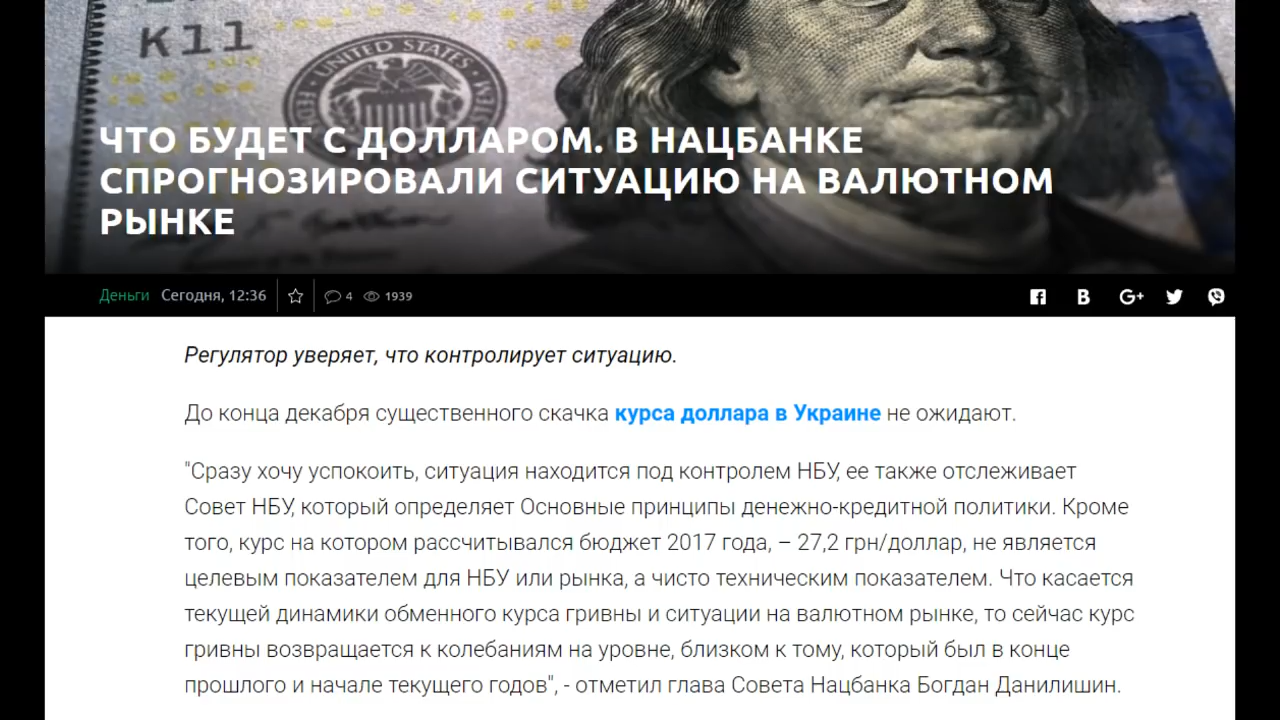 K11
UNITED STATES
ЧТО БУДЕТ С ДОЛЛАРОМ. В НАЦБАНКЕ
СПРОГНОЗИРОВАЛИ СИТУАЦИЮ НА ВАЛЮТНОМ
РЫНКЕ
Деньги Сегодня, 12:36 4 1939
B G+
Регулятор уверяет, что контролирует ситуацию.
До конца декабря существенного скачка курса доллара в Украине не ожидают.
"Сразу хочу успокоить, ситуация находится под контролем НБУ, ее также отслеживает
Совет НБУ, который определяет Основные принципы денежно-кредитной политики. Кроме
того, курс на котором рассчитывался бюджет 2017 года, – 27,2 грн/доллар, не является
целевым показателем для НБУ или рынка, а чисто техническим показателем. Что касается
текущей динамики обменного курса гривны и ситуации на валютном рынке, то сейчас курс
гривны возвращается к колебаниям на уровне, близком к тому, который был в конце
прошлого и начале текущего годов", - отметил глава Совета Нацбанка Богдан Данилишин.